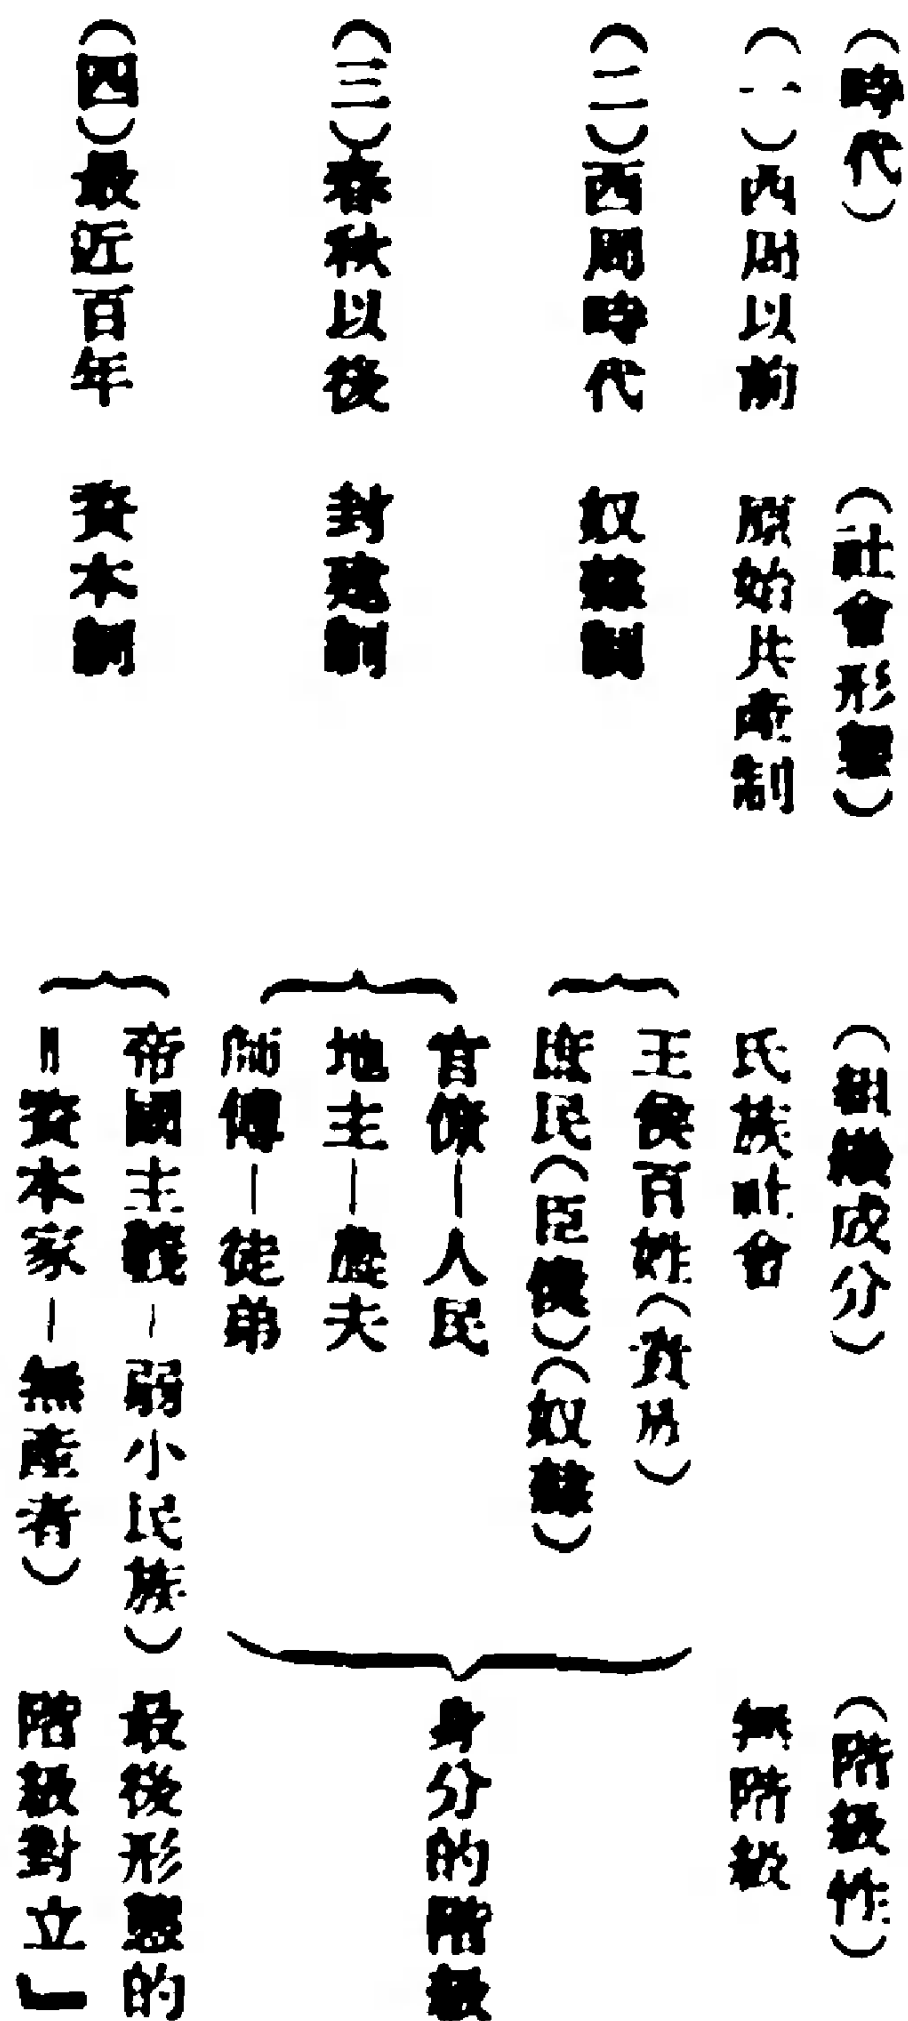 （時代）　（社會形態）　（組織成分）　（階級性）
（一）西周以前　原始共產制　氏族社會　無階級
（二）西周時代　奴隸制　王侯百姓（貴族）
庶民（臣僕）（奴隸）
（三）春秋以後　封建制　官僚—人民
地主—農夫
師傅—徒弟
身分的階級
（四）最近百年　資本制　帝國主義—弱小民族）　最後形態的
＝資本家—無產者）　階級對立」